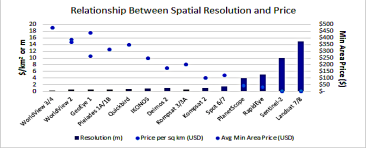 Relationship Between Spatial Resolution and Price
$/km² or m
20
18
16
14
12
10
8
6
4
2
0
$500
$450
$400
$350
$300
$250
$200
$150
$100
$50
$-
Min Area Price ($)
WorldView 3/4
WorldView 2
GeoEye 1
Pleiades 1A/1B
Quickbird
IKONOS
Deimos 2
Kompsat 3/3A
Kompsat 2
Spot 6/7
PlanetScope
RapidEye
Sentinel-2
Landsat 7/8
Resolution (m)
Price per sq km (USD)
Avg Min Area Price (USD)